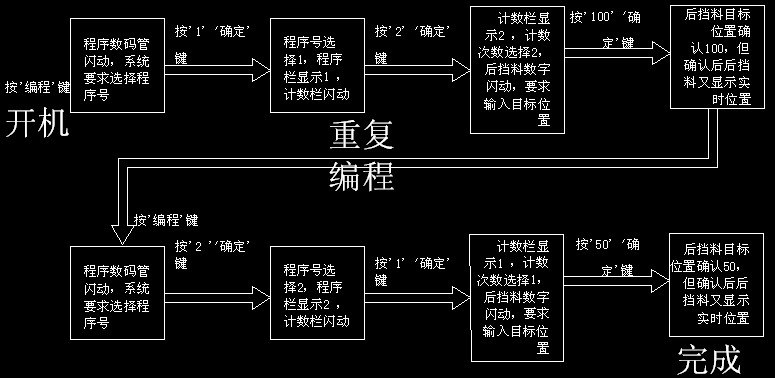 按'编程'键
开机
程序数码管
闪动，系统
要求选择程
序号
按'1' '确定'
键
程序号选
择1，程序
栏显示1，
计数栏闪动
按'2' '确定'
键
计数栏显
示2，计数
次数选择2，
后挡料数字
闪动，要求
输入目标位
置
按'100' '确
定'键
后挡料目标
位置确
认100，但
确认后后挡
料又显示实
时位置
重复
编程
按'编程'键
程序数码管
闪动，系统
要求选择程
序号
按'2 ''确定'
键
程序号选
择2，程序
栏显示2，
计数栏闪动
按'1' '确定'
键
计数栏显
示1，计数
次数选择1，
后挡料数字
闪动，要求
输入目标位
置
按'50' '确
定'键
后挡料目标
位置确认50，
但确认后后
挡料又显示
实时位置
完成